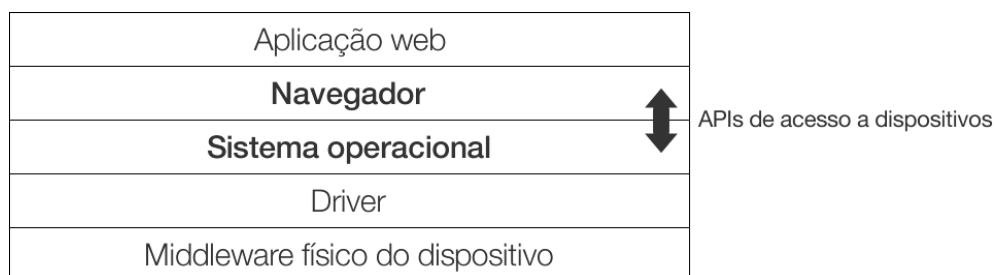 Aplicação web
Navegador
APIs de acesso a dispositivos
Sistema operacional
Driver
Middleware físico do dispositivo